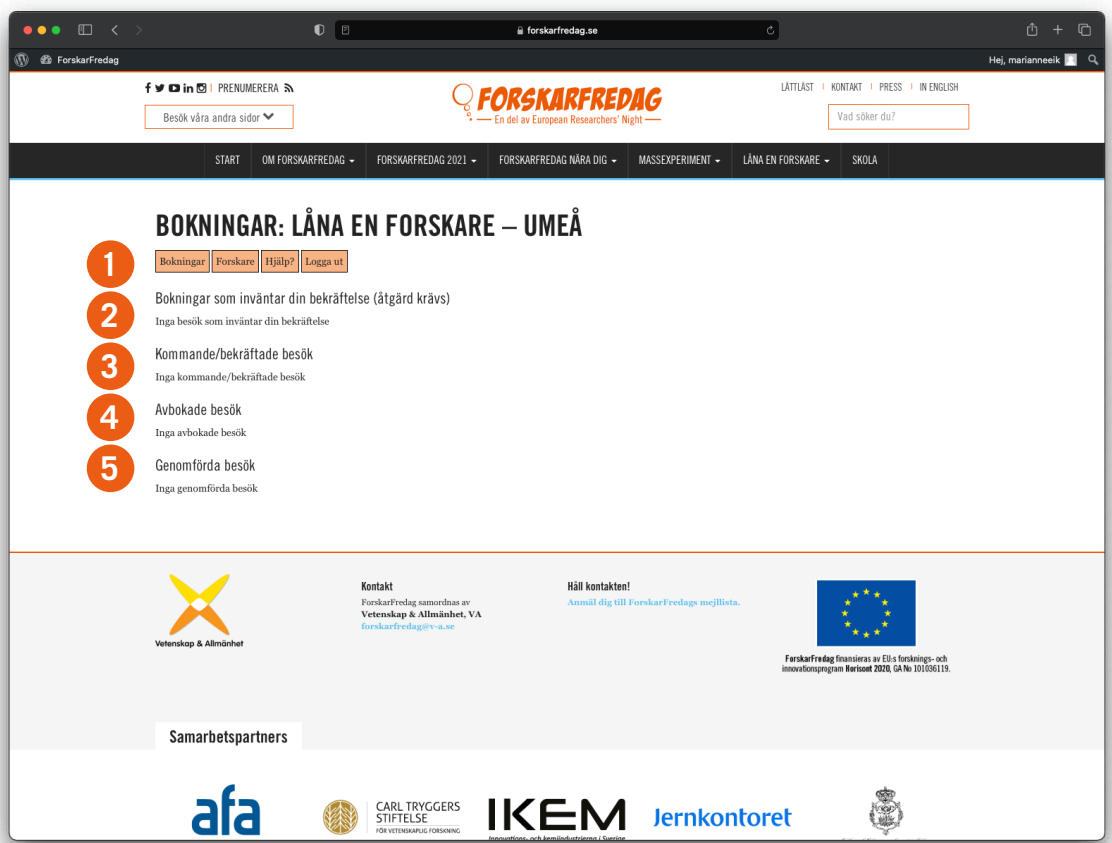 forskarfredag.se
ForskarFredag
Hej, marianneeik
PRENUMERERA
LÄTTLÄST
KONTAKT
PRESS
IN ENGLISH
Besök våra andra sidor
FORSKARFREDAG
En del av European Researchers' Night
Vad söker du?
START
OM FORSKARFREDAG
FORSKARFREDAG 2021
FORSKARFREDAG NÄRA DIG
MASSEXPERIMENT
LÅNA EN FORSKARE
SKOLA
BOKNINGAR: LÅNA EN FORSKARE – UMEÅ
1
Bokningar
Forskare
Hjälp?
Logga ut
2
Bokningar som inväntar din bekräftelse (åtgärd krävs)
Inga besök som inväntar din bekräftelse
3
Kommande/bekräftade besök
Inga kommande/bekräftade besök
4
Avbokade besök
Inga avbokade besök
5
Genomförda besök
Inga genomförda besök
Vetenskap & Allmänhet
Kontakt
ForskarFredag samordnas av
Vetenskap & Allmänhet, VA
forskarfredag@v-a.se
Håll kontakten!
Anmäl dig till ForskarFredags mejllista.
ForskarFredag finansieras av EU:s forsknings- och
innovationsprogram Horisont 2020, GA No 101036119.
Samarbetspartners
afa
CARL TRYGGERS
STIFTELSE
FÖR VETENSKAPLIG FORSKNING
IKEM
Innovations- och kemiindustrierna i Sverige
Jernkontoret